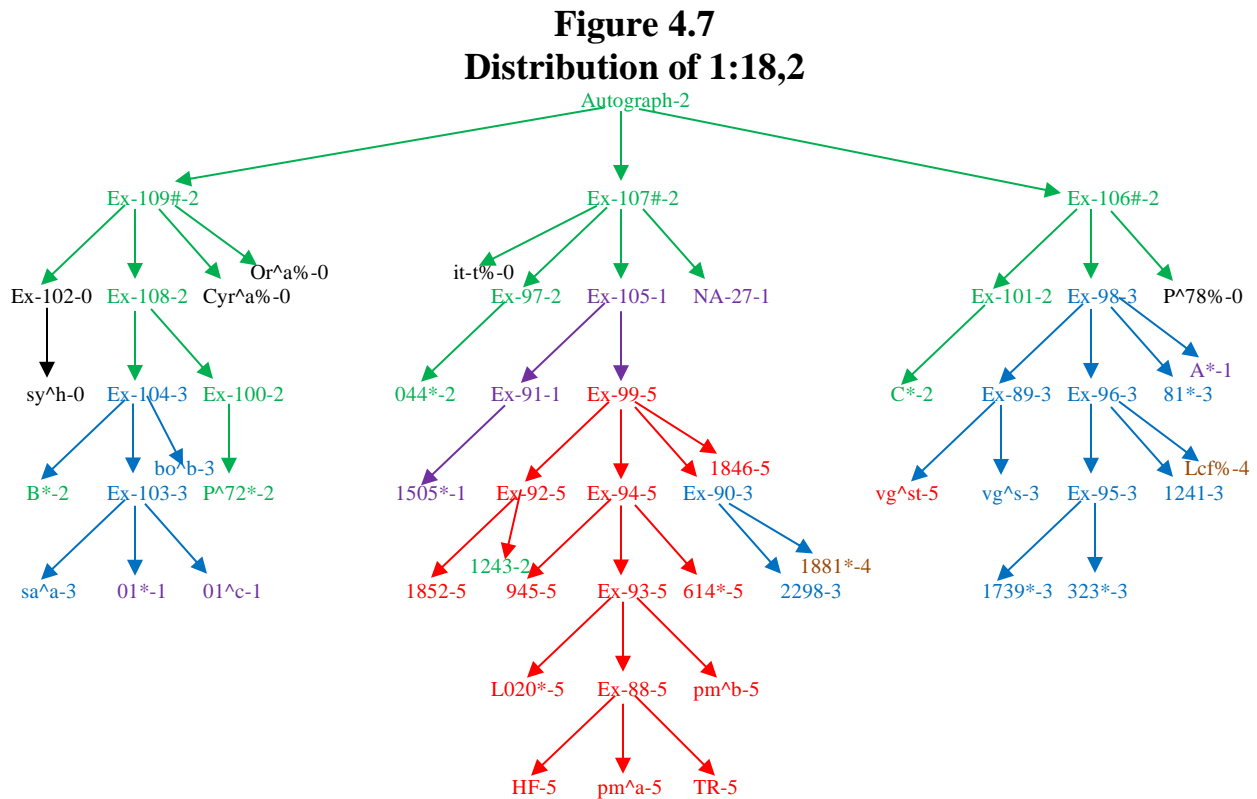 Figure 4.7
Distribution of 1:18,2
Autograph-2
Ex-109#-2 Ex-107#-2 Ex-106#-2
Or^a%-0 it-t%-0
Ex-102-0 Ex-108-2 Cyr^a%-0 Ex-97-2 Ex-105-1 NA-27-1 Ex-101-2 Ex-98-3 P^78%-0
A*-1
sy^h-0 Ex-104-3 Ex-100-2 044*-2 Ex-91-1 Ex-99-5 C*-2 Ex-89-3 Ex-96-3 81*-3
bo^b-3 1846-5 Lcf%-4
B*-2 Ex-103-3 P^72*-2 1505*-1 Ex-92-5 Ex-94-5 Ex-90-3 vg^st-5 vg^s-3 Ex-95-3 1241-3
1243-2 1881*-4
sa^a-3 01*-1 01^c-1 1852-5 945-5 Ex-93-5 614*-5 2298-3 1739*-3 323*-3
L020*-5 Ex-88-5 pm^b-5
HF-5 pm^a-5 TR-5